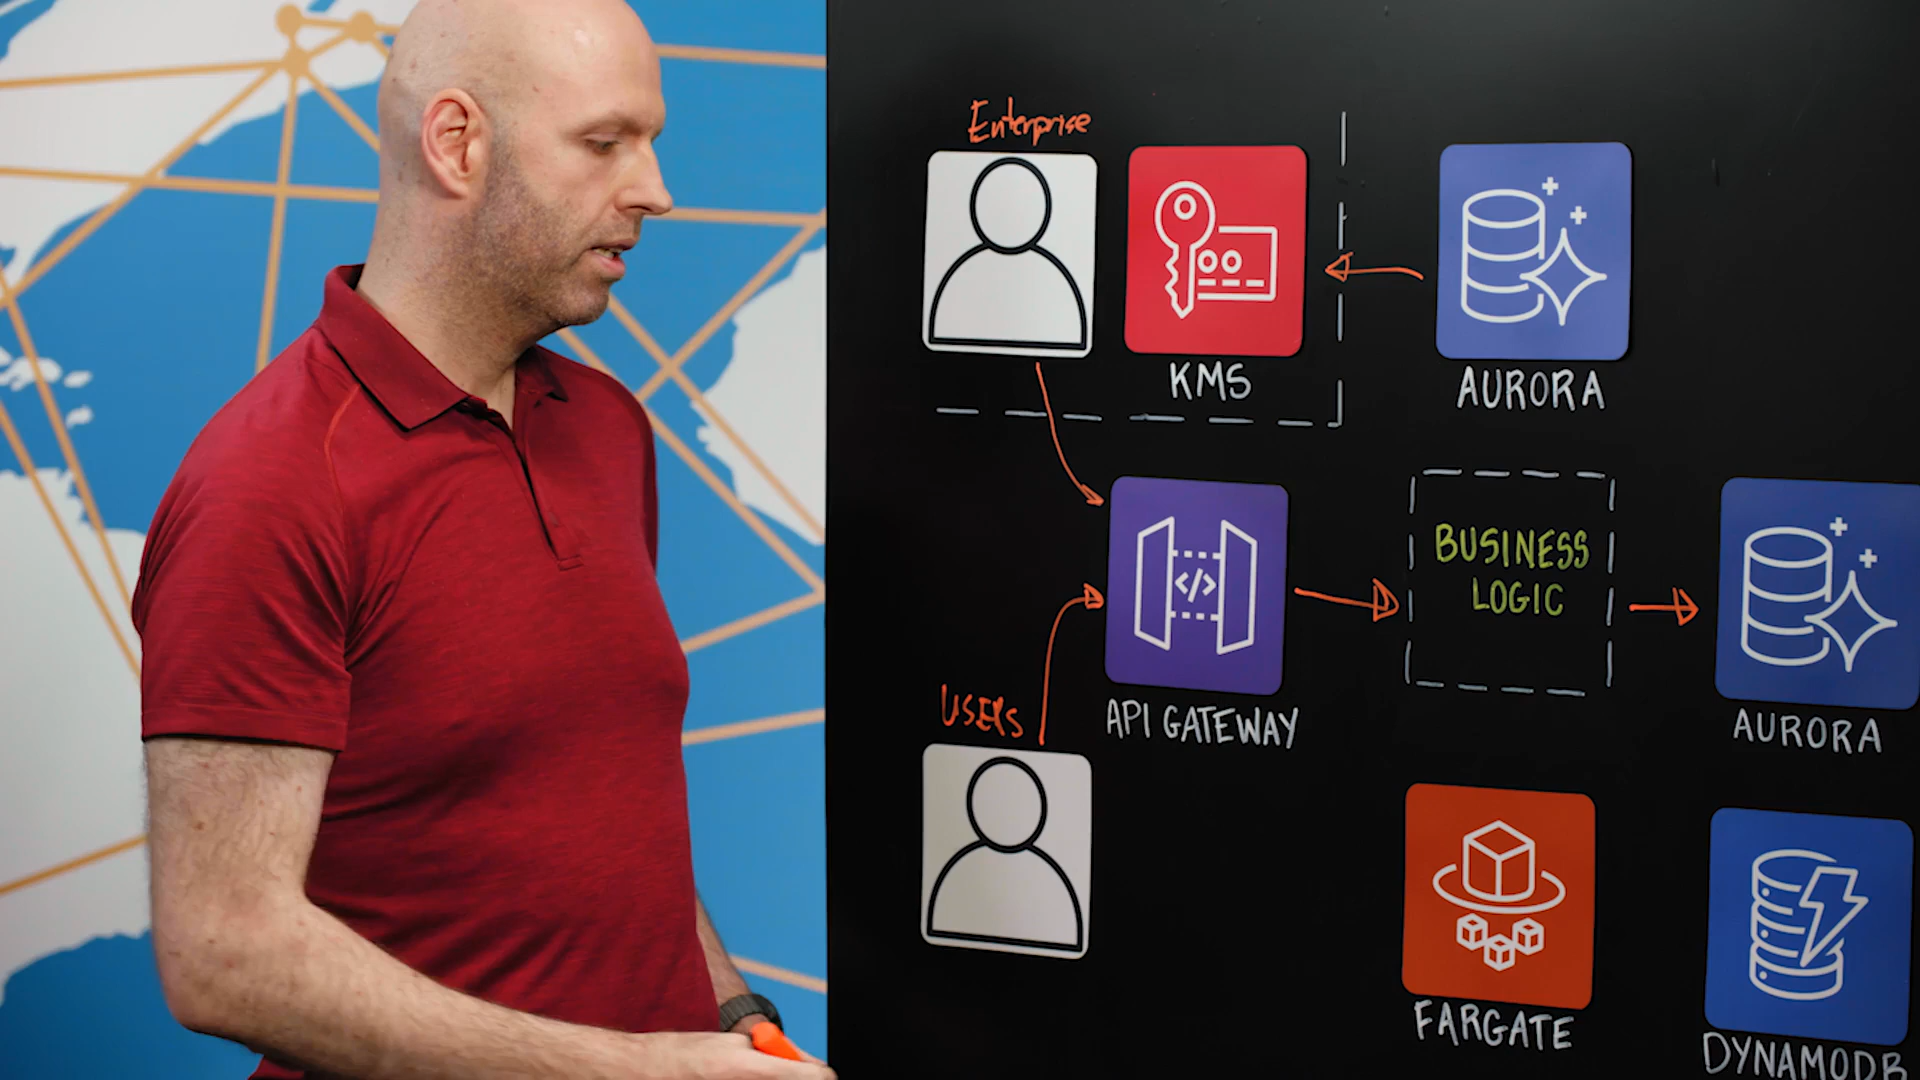 Enterprise
KMS
AURORA
BUSINESS
LOGIC
</>
USERS
API GATEWAY
AURORA
FARGATE
DYNAMODB